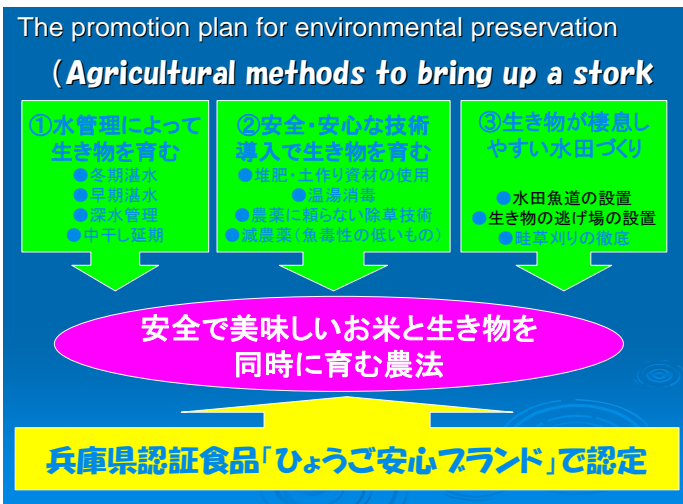 The promotion plan for environmental preservation
(Agricultural methods to bring up a stork
①水管理によって
生き物を育む
●冬期湛水
●早期湛水
●深水管理
●中干し延期
②安全・安心な技術
導入で生き物を育む
●堆肥・土作り資材の使用
●温湯消毒
●農薬に頼らない除草技術
●減農薬(魚毒性の低いもの)
③生き物が棲息し
やすい水田づくり
●水田魚道の設置
●生き物の逃げ場の設置
●畦草刈りの徹底
安全で美味しいお米と生き物を
同時に育む農法
兵庫県認証食品「ひょうご安心ブランド」で認定